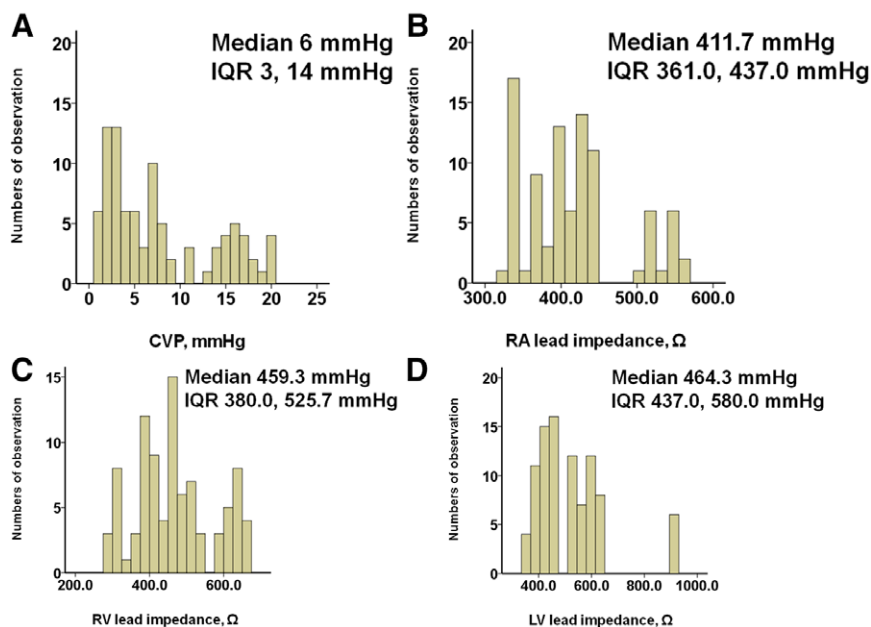 A
Median 6 mmHg
IQR 3, 14 mmHg
Numbers of observation
20
15
10
5
0
0 5 10 15 20 25
CVP, mmHg
B
Median 411.7 mmHg
IQR 361.0, 437.0 mmHg
Numbers of observation
20
15
10
5
0
300.0 400.0 500.0 600.0
RA lead impedance, Ω
C
Median 459.3 mmHg
IQR 380.0, 525.7 mmHg
Numbers of observation
15
10
5
0
200.0 400.0 600.0
RV lead impedance, Ω
D
Median 464.3 mmHg
IQR 437.0, 580.0 mmHg
Numbers of observation
20
15
10
5
0
400.0 600.0 800.0 1000.0
LV lead impedance, Ω